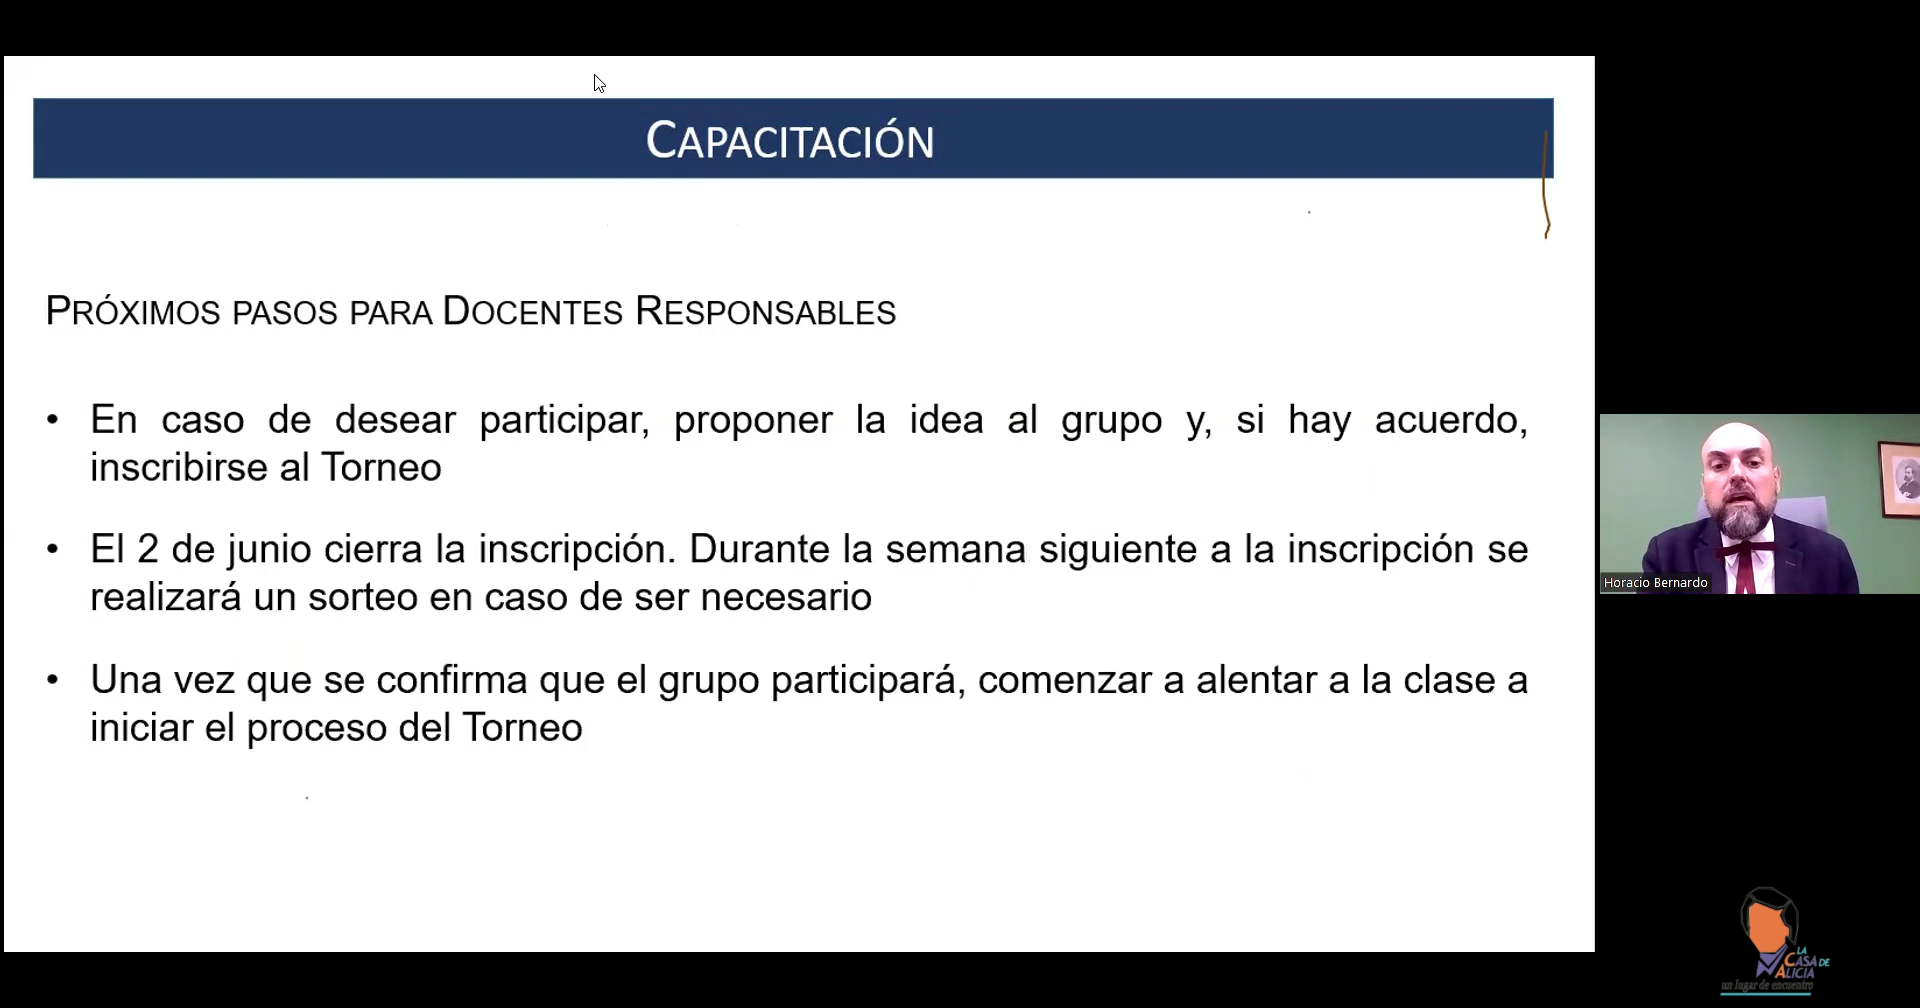 CAPACITACIÓN
PRÓXIMOS PASOS PARA DOCENTES RESPONSABLES
• En caso de desear participar, proponer la idea al grupo y, si hay acuerdo,
inscribirse al Torneo
• El 2 de junio cierra la inscripción. Durante la semana siguiente a la inscripción se
realizará un sorteo en caso de ser necesario
• Una vez que se confirma que el grupo participará, comenzar a alentar a la clase a
iniciar el proceso del Torneo
Horacio Bernardo
LA
CASA DE
ALICIA
un lugar de encuentro